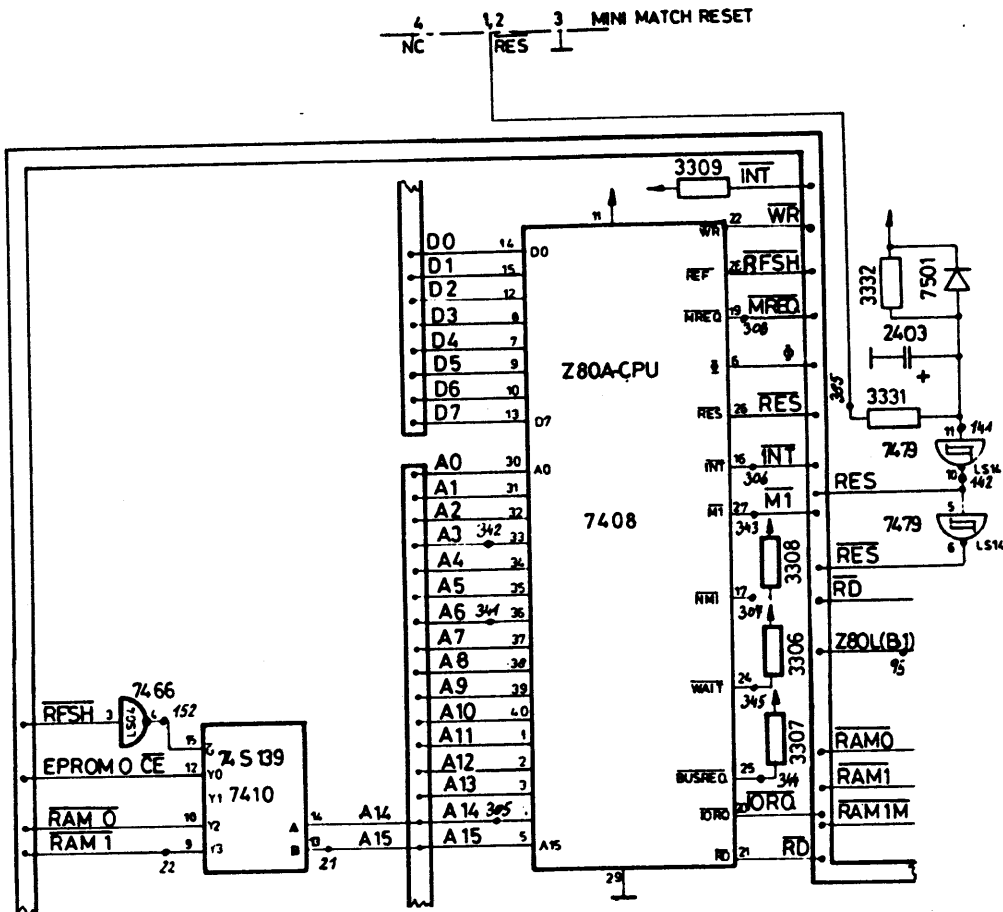 4 1,2 3 MINI MATCH RESET
NC RES
3309 INT
11
22 WR
WR
D0 14 D0
D1 15
REF RFSH
D2 12
D3 8
MREQ 19 MREQ
308
D4 7
D5 9
Z80A-CPU
6 Φ
D6 10
D7 13 D7
RES 26 RES
3332
7501
2403
+
3331
11 141
7479
LS14
10 142
A0 30 A0
INT 16 INT
306
A1 31
RES
A2 32
7408
M1 27 M1
343
5
7479
LS14
6
A3 342 33
A4 34
3308
RES
A5 35
NMI 17
RD
A6 341 36
A7 37
3306
Z80L(B1)
95
A8 38
7466
WAIT 24
345
A9 39
RFSH 3 LS04 4 152
A10 40
3307
15 G
A11 1
RAM0
74S139
EPROM 0 CE 12 Y0
A12 2
BUSREQ 25
344
RAM1
Y1 7410
A13 3
RAM 0 10 Y2
A 14 A14
A14 305
IORQ 20 IORQ
RAM1M
RAM 1 9 Y3
22
B 13 A15
21
A15 5 A15
RD 21 RD
29